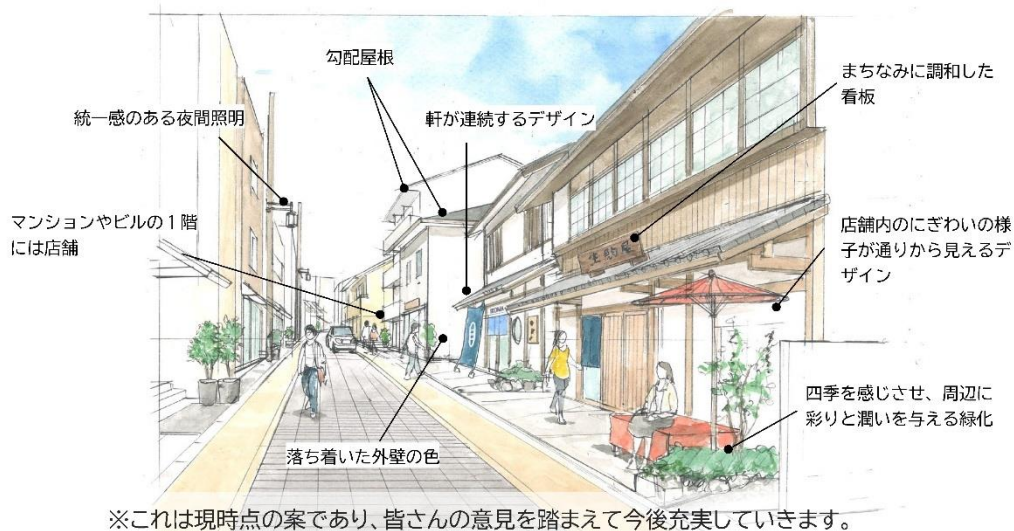 勾配屋根
まちなみに調和した
看板
統一感のある夜間照明
軒が連続するデザイン
マンションやビルの１階
には店舗
店舗内のにぎわいの様
子が通りから見えるデ
ザイン
四季を感じさせ、周辺に
彩りと潤いを与える緑化
落ち着いた外壁の色
※これは現時点の案であり、皆さんの意見を踏まえて今後充実していきます。